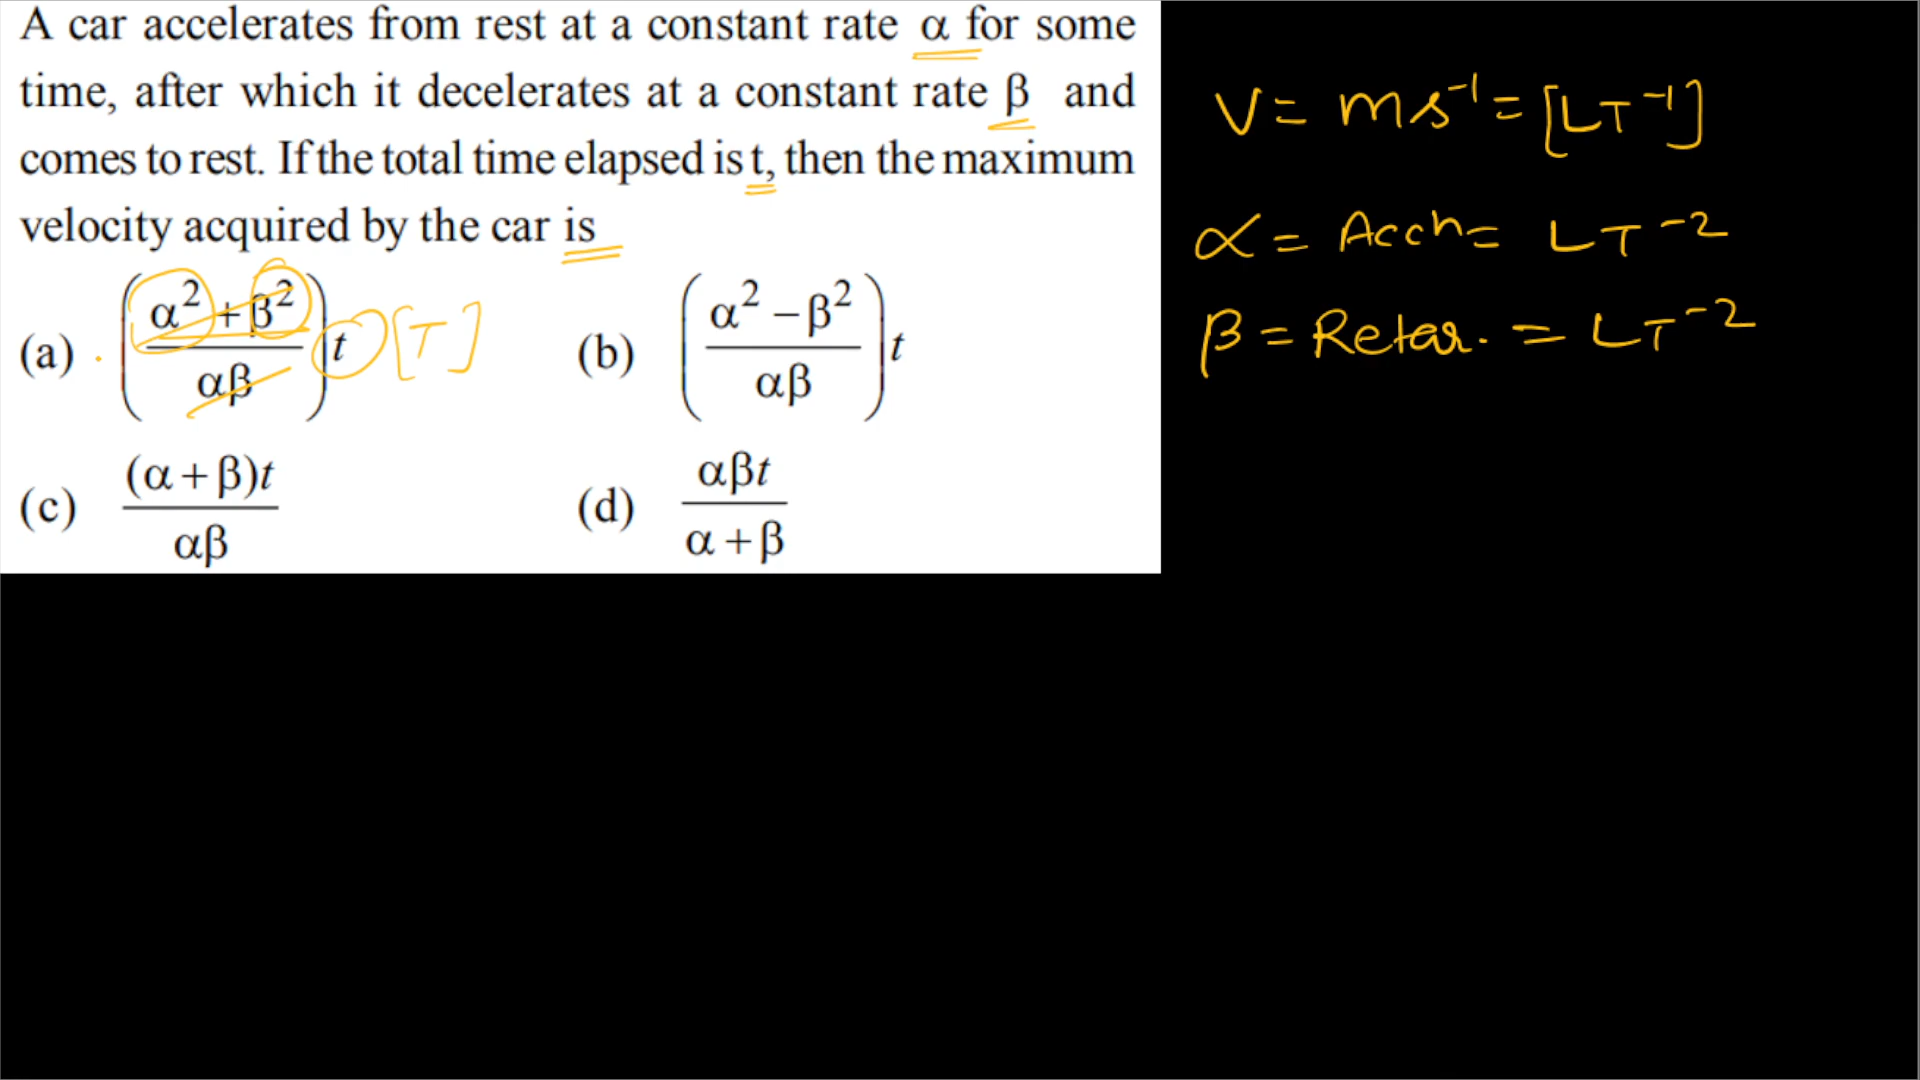 A car accelerates from rest at a constant rate α for some
time, after which it decelerates at a constant rate β and
comes to rest. If the total time elapsed is t, then the maximum
velocity acquired by the car is
(a) ((α² + β²)/αβ) t [T]
(b) ((α² – β²)/αβ) t
(c) (α + β)t/αβ
(d) αβt/(α + β)
V = ms⁻¹ = [LT⁻¹]
α = Accn = LT⁻²
β = Retar. = LT⁻²